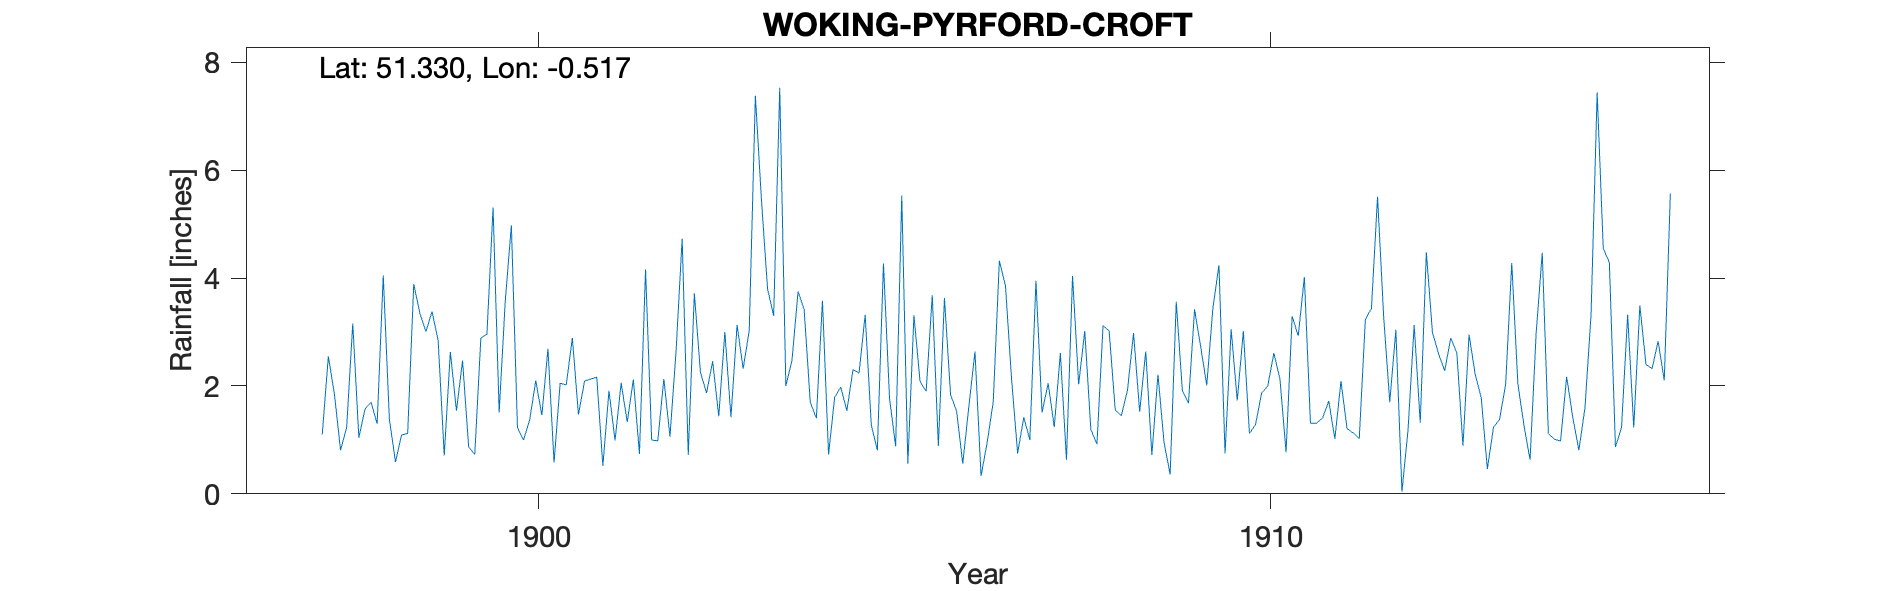 WOKING-PYRFORD-CROFT
Lat: 51.330, Lon: -0.517
Rainfall [inches]
8
6
4
2
0
1900
1910
Year